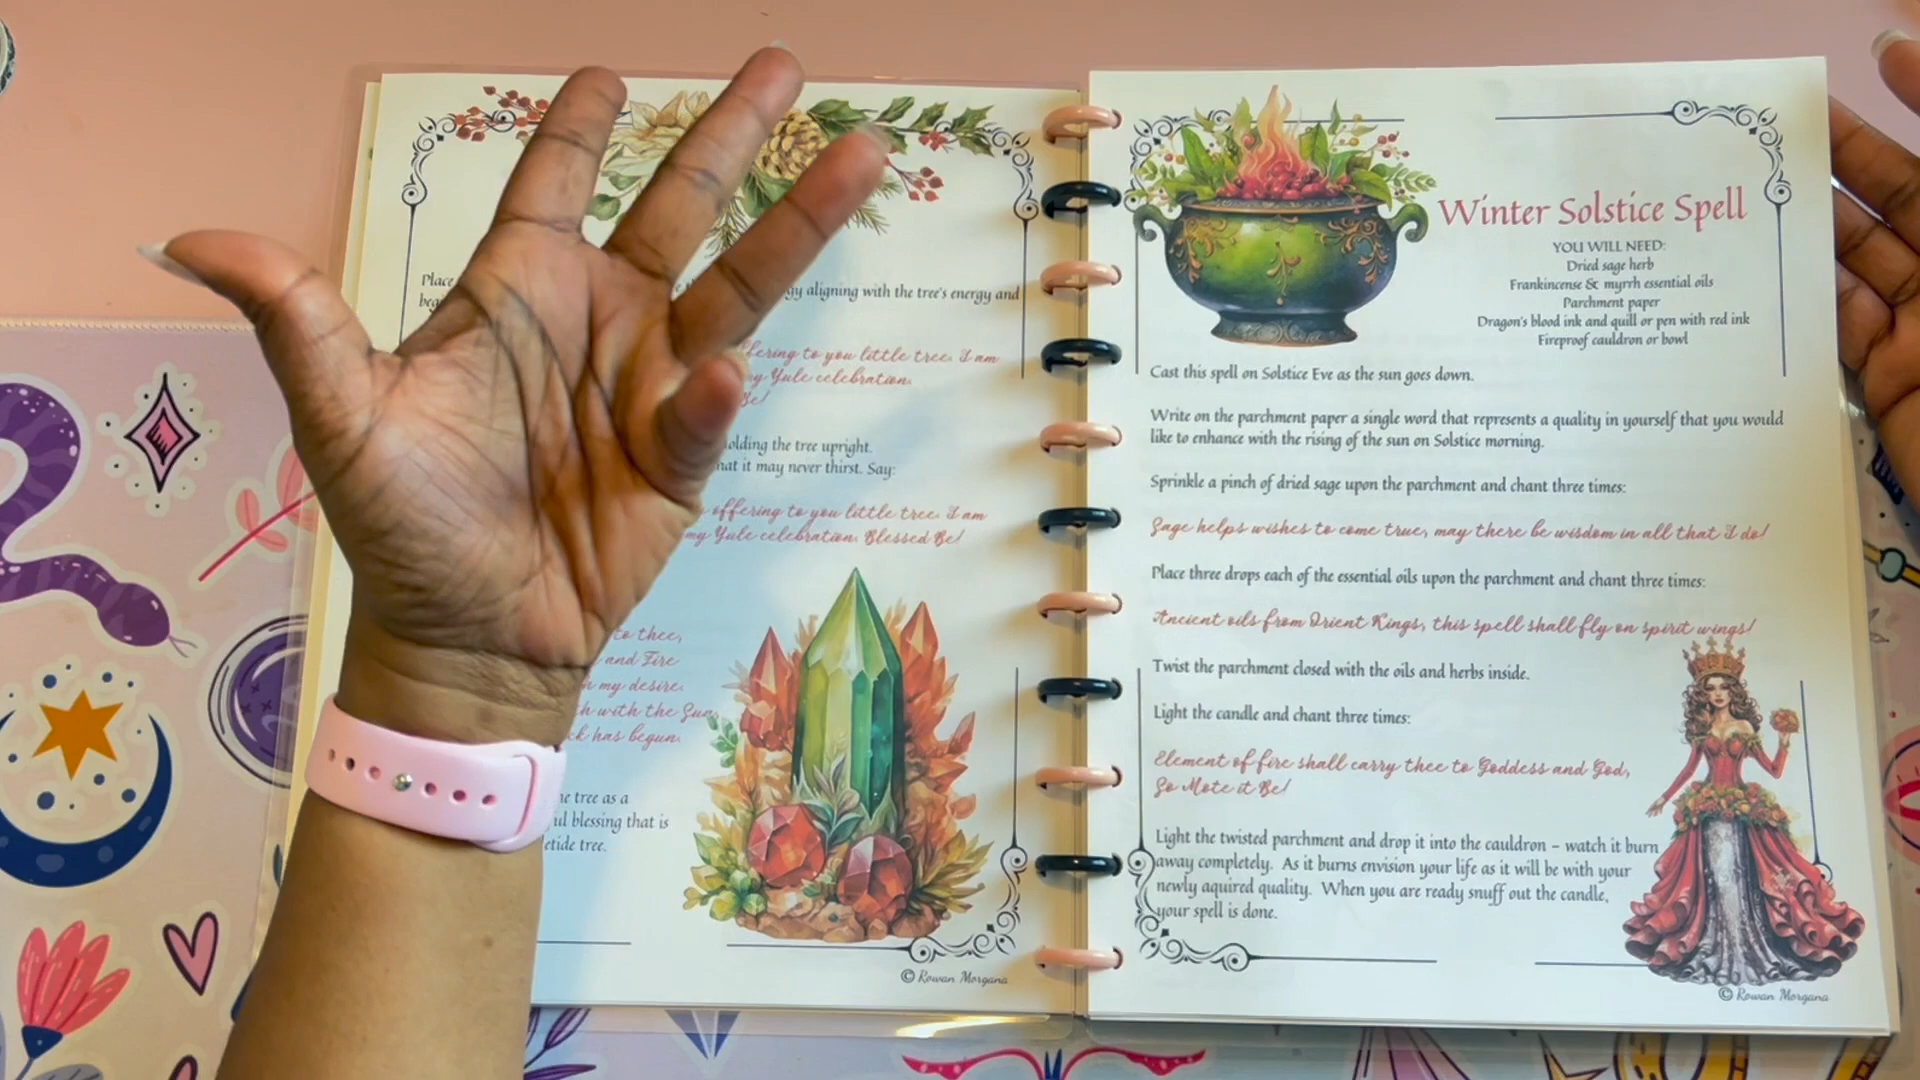 Place
gy aligning with the tree's energy and
beg
fering to you little tree. I am
my Yule celebration.
Be!
olding the tree upright.
hat it may never thirst. Say:
offering to you little tree. I am
my Yule celebration. Blessed Be!
to thee,
and Fire
my desire.
th with the Sun,
ck has begun.
he tree as a
ul blessing that is
letide tree.
© Rowan Morgana
Winter Solstice Spell
YOU WILL NEED:
Dried sage herb
Frankincense & myrrh essential oils
Parchment paper
Dragon's blood ink and quill or pen with red ink
Fireproof cauldron or bowl
Cast this spell on Solstice Eve as the sun goes down.
Write on the parchment paper a single word that represents a quality in yourself that you would
like to enhance with the rising of the sun on Solstice morning.
Sprinkle a pinch of dried sage upon the parchment and chant three times:
Sage helps wishes to come true, may there be wisdom in all that I do!
Place three drops each of the essential oils upon the parchment and chant three times:
Ancient oils from Orient Kings, this spell shall fly on spirit wings!
Twist the parchment closed with the oils and herbs inside.
Light the candle and chant three times:
Element of fire shall carry thee to Goddess and God,
So Mote it Be!
Light the twisted parchment and drop it into the cauldron – watch it burn
away completely. As it burns envision your life as it will be with your
newly aquired quality. When you are ready snuff out the candle,
your spell is done.
© Rowan Morgana